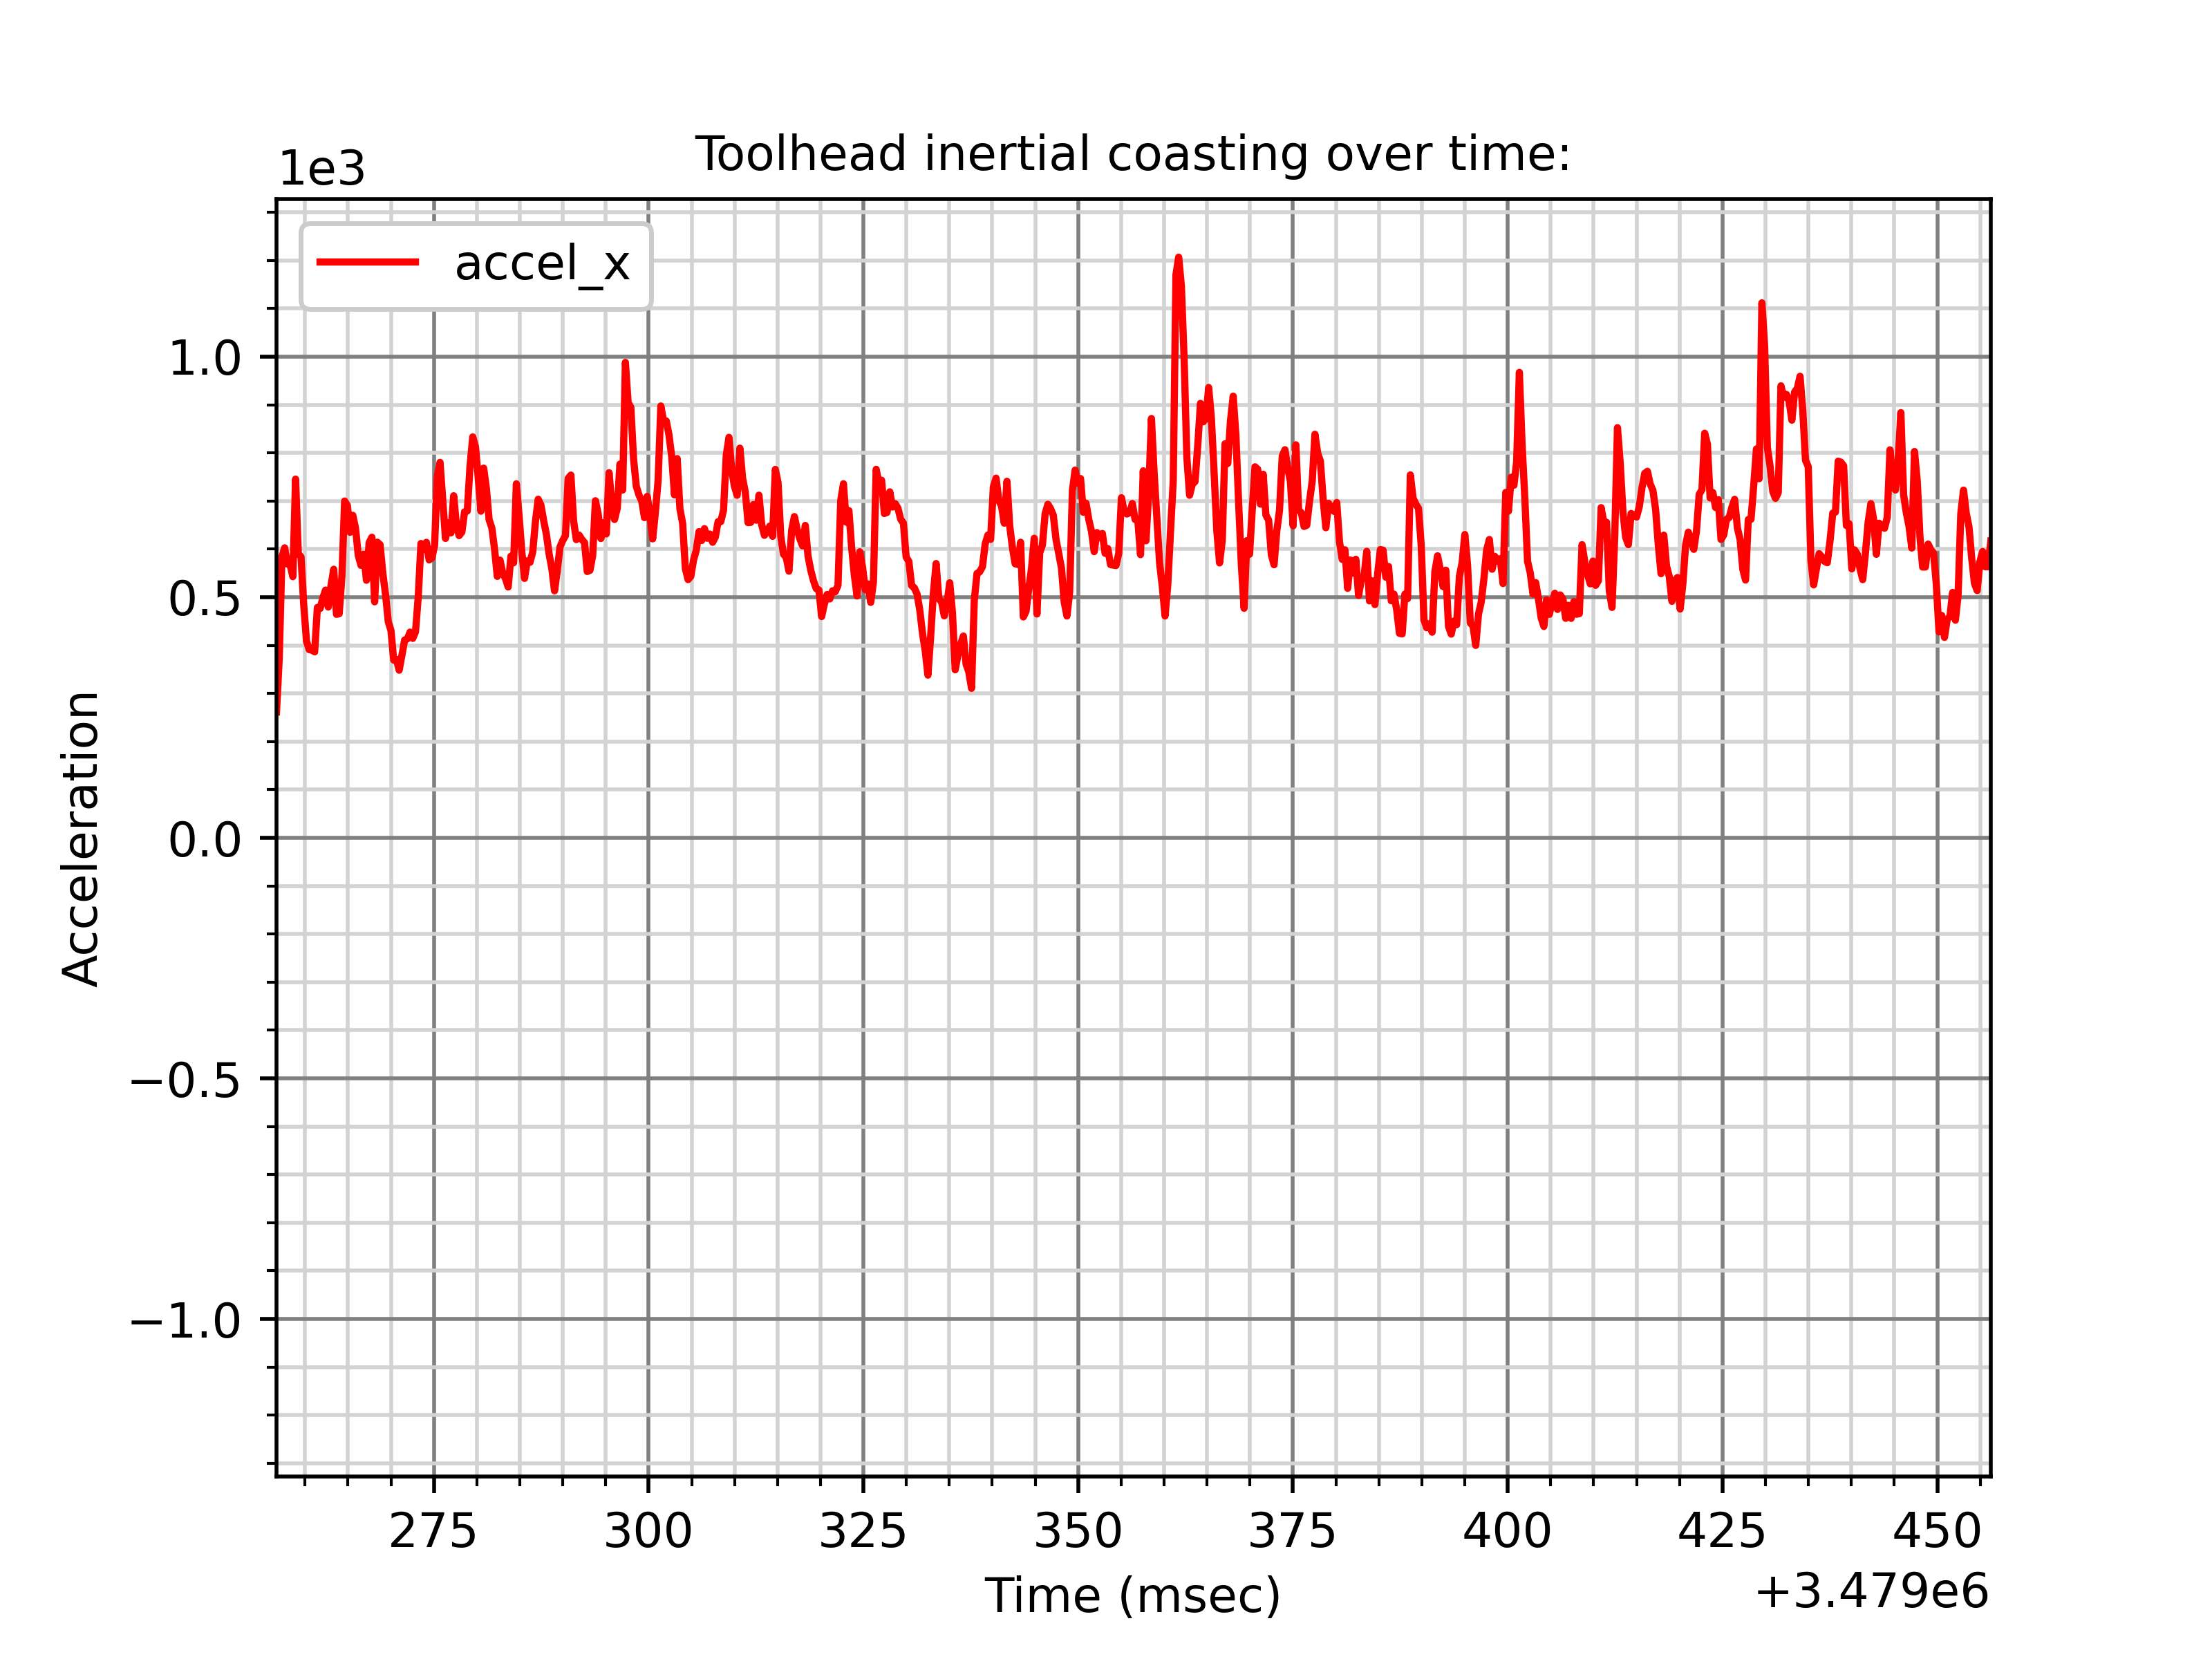 Toolhead inertial coasting over time:
1e3
accel_x
1.0
0.5
0.0
−0.5
−1.0
Acceleration
275 300 325 350 375 400 425 450
Time (msec)
+3.479e6